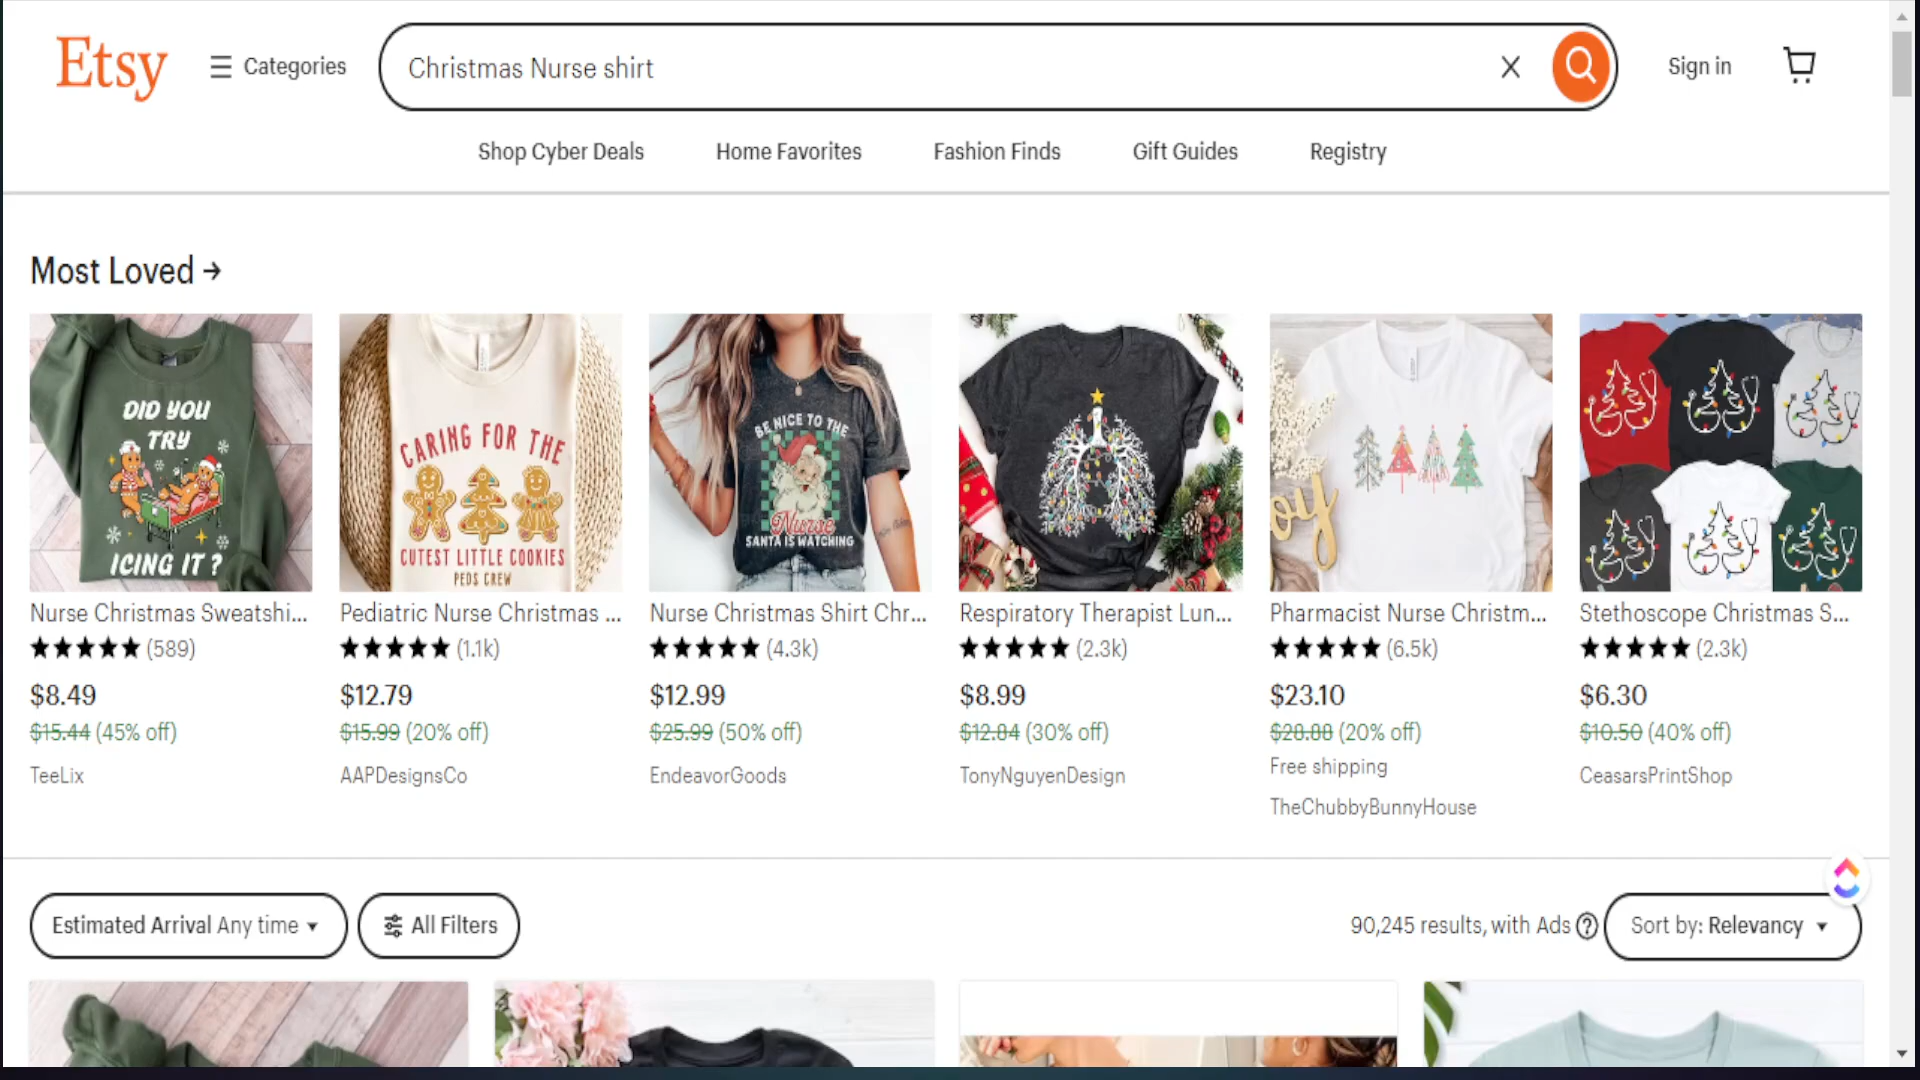 Etsy
Categories
Christmas Nurse shirt
Sign in
Shop Cyber Deals
Home Favorites
Fashion Finds
Gift Guides
Registry
Most Loved →
DID YOU
TRY
ICING IT?
CARING FOR THE
CUTEST LITTLE COOKIES
PEDS CREW
BE NICE TO THE
Nurse
SANTA IS WATCHING
oy
Nurse Christmas Sweatshi...
Pediatric Nurse Christmas ...
Nurse Christmas Shirt Chr...
Respiratory Therapist Lun...
Pharmacist Nurse Christm...
Stethoscope Christmas S...
★★★★★ (589)
★★★★★ (1.1k)
★★★★★ (4.3k)
★★★★★ (2.3k)
★★★★★ (6.5k)
★★★★★ (2.3k)
$8.49
$12.79
$12.99
$8.99
$23.10
$6.30
$15.44 (45% off)
$15.99 (20% off)
$25.99 (50% off)
$12.84 (30% off)
$28.88 (20% off)
$10.50 (40% off)
Free shipping
TeeLix
AAPDesignsCo
EndeavorGoods
TonyNguyenDesign
TheChubbyBunnyHouse
CeasarsPrintShop
Estimated Arrival Any time
All Filters
90,245 results, with Ads ?
Sort by: Relevancy